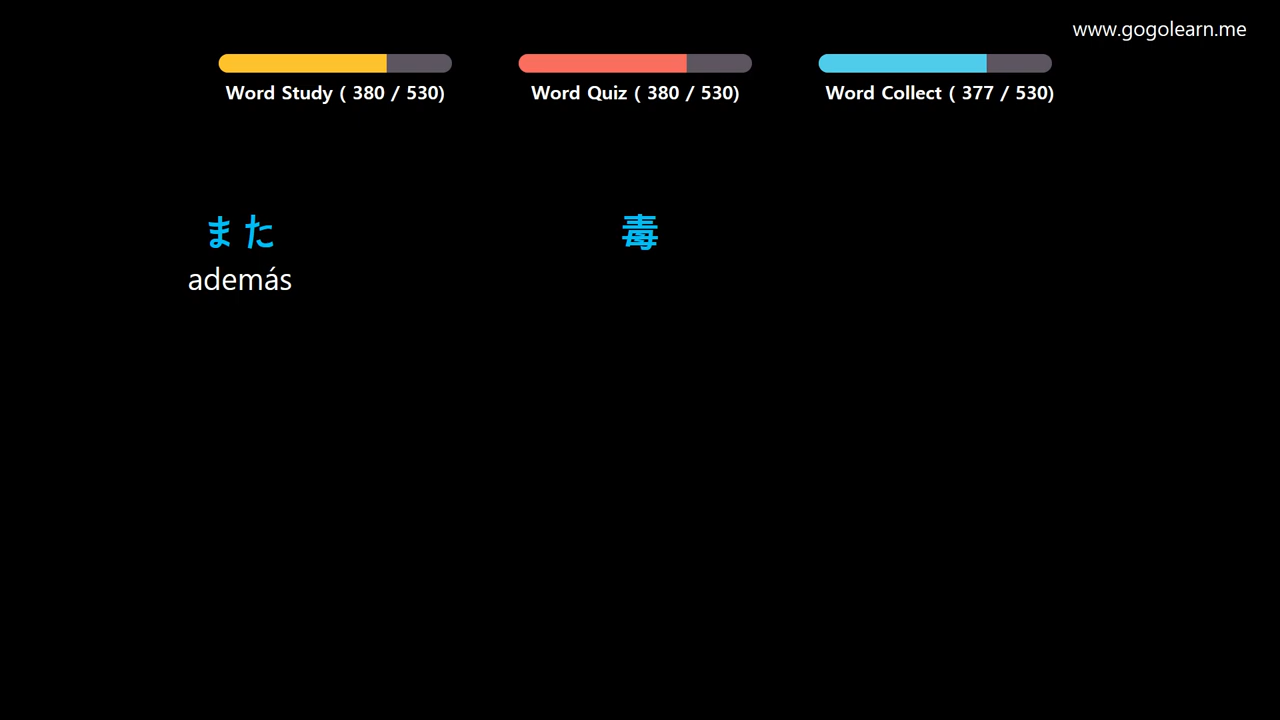 www.gogolearn.me
Word Study ( 380 / 530)
Word Quiz ( 380 / 530)
Word Collect ( 377 / 530)
また
además
毒